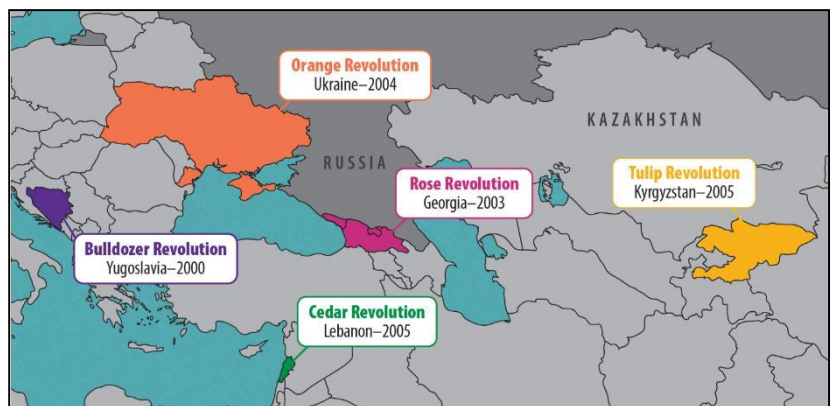 Orange Revolution
Ukraine–2004
KAZAKHSTAN
RUSSIA
Tulip Revolution
Kyrgyzstan–2005
Rose Revolution
Georgia–2003
Bulldozer Revolution
Yugoslavia–2000
Cedar Revolution
Lebanon–2005